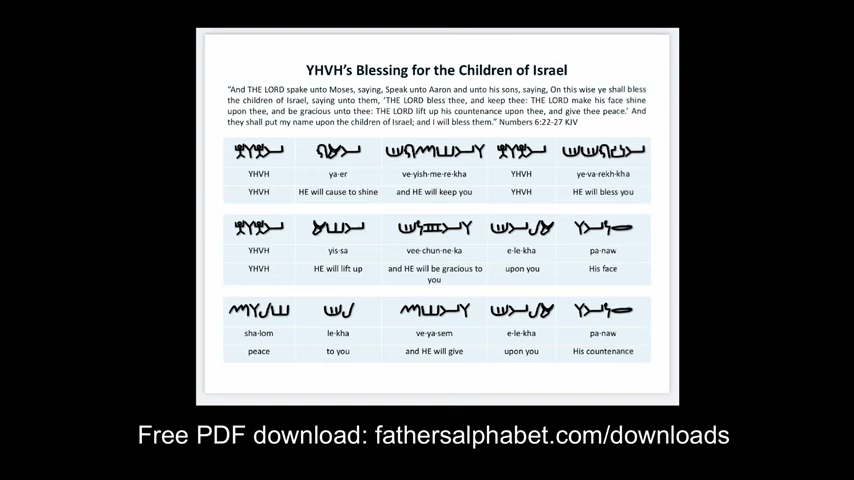 YHVH's Blessing for the Children of Israel
"And THE LORD spake unto Moses, saying, Speak unto Aaron and unto his sons, saying, On this wise ye shall bless
the children of Israel, saying unto them, 'THE LORD bless thee, and keep thee: THE LORD make his face shine
upon thee, and be gracious unto thee: THE LORD lift up his countenance upon thee, and give thee peace.' And
they shall put my name upon the children of Israel; and I will bless them." Numbers 6:22-27 KJV
YHVH ya·er ve·yish·me·re·kha YHVH ye·va·rekh·kha
YHVH HE will cause to shine and HE will keep you YHVH HE will bless you
YHVH yis·sa vee·chun·ne·ka e·le·kha pa·naw
YHVH HE will lift up and HE will be gracious to you upon you His face
sha·lom le·kha ve·ya·sem e·le·kha pa·naw
peace to you and HE will give upon you His countenance
Free PDF download: fathersalphabet.com/downloads